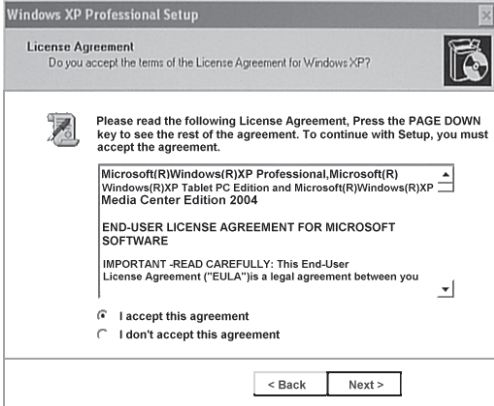 Windows XP Professional Setup
License Agreement
Do you accept the terms of the License Agreement for Windows XP?
Please read the following License Agreement, Press the PAGE DOWN
key to see the rest of the agreement. To continue with Setup, you must
accept the agreement.
Microsoft(R)Windows(R)XP Professional,Microsoft(R)
Windows(R)XP Tablet PC Edition and Microsoft(R)Windows(R)XP
Media Center Edition 2004
END-USER LICENSE AGREEMENT FOR MICROSOFT
SOFTWARE
IMPORTANT -READ CAREFULLY: This End-User
License Agreement ("EULA")is a legal agreement between you
I accept this agreement
I don't accept this agreement
< Back
Next >